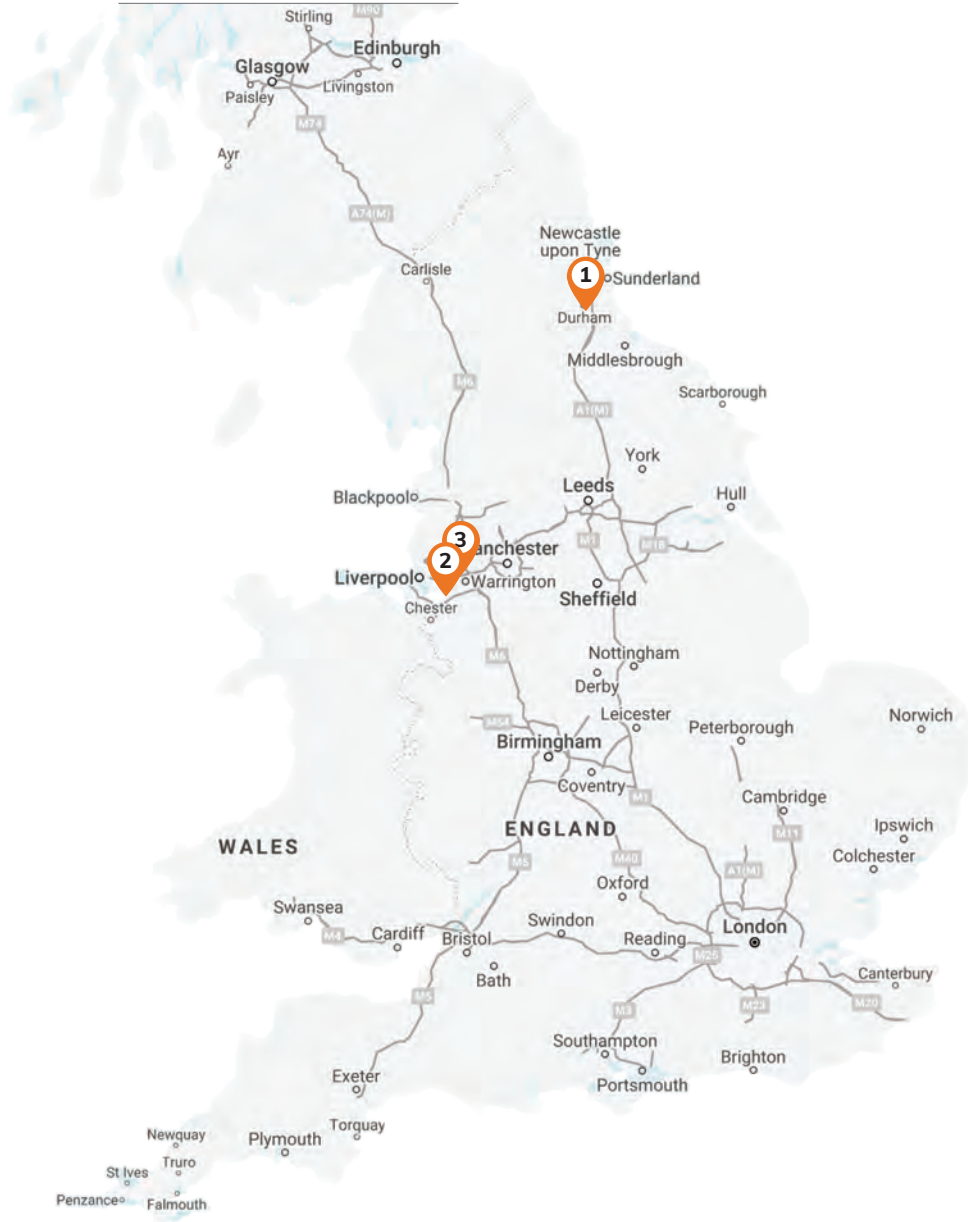 Stirling
M90
Edinburgh
Glasgow
Livingston
Paisley
M74
Ayr
A74(M)
Newcastle
upon Tyne
Carlisle
1
Sunderland
Durham
Middlesbrough
M6
Scarborough
A1(M)
York
Leeds
Blackpool
Hull
3
M1
M18
anchester
2
Liverpool
Warrington
Sheffield
Chester
M6
Nottingham
Derby
Leicester
Norwich
M54
Peterborough
Birmingham
Coventry
M1
Cambridge
ENGLAND
Ipswich
M11
WALES
Colchester
M5
M40
A1(M)
Oxford
Swansea
Swindon
London
M4
Cardiff
Bristol
Reading
M25
Bath
Canterbury
M5
M3
M23
M20
Southampton
Brighton
Exeter
Portsmouth
Torquay
Newquay
Plymouth
Truro
St Ives
Penzance
Falmouth